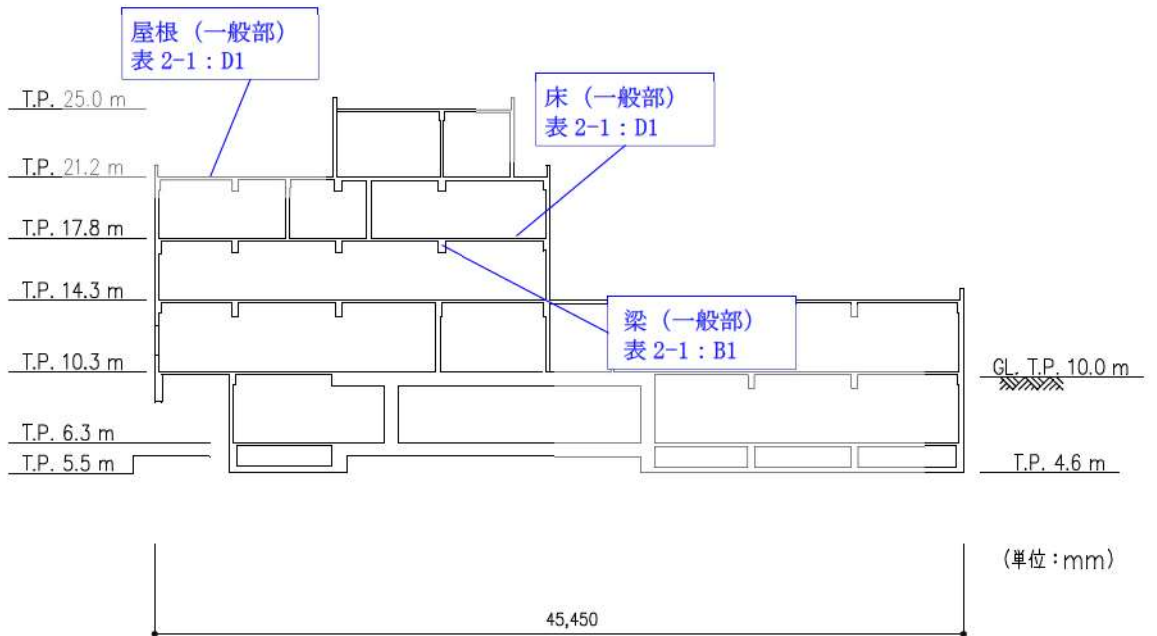 屋根（一般部）
表 2-1：D1
床（一般部）
表 2-1：D1
T.P. 25.0 m
T.P. 21.2 m
T.P. 17.8 m
T.P. 14.3 m
梁（一般部）
表 2-1：B1
T.P. 10.3 m
GL. T.P. 10.0 m
T.P. 6.3 m
T.P. 5.5 m
T.P. 4.6 m
(単位：mm)
45,450